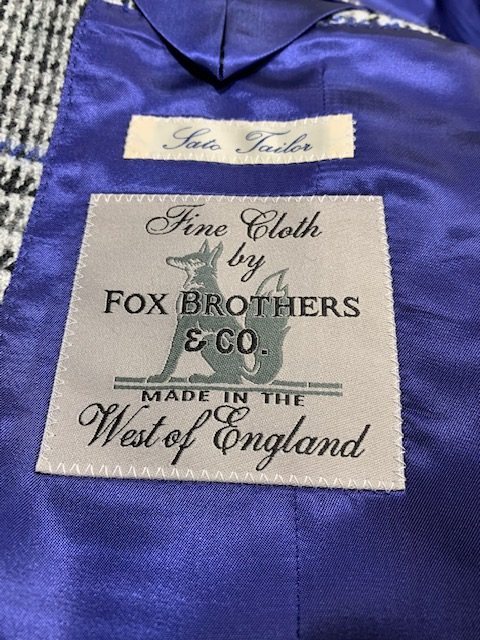 Sato Tailor
Fine Cloth
by
FOX BROTHERS
& CO.
MADE IN THE
West of England